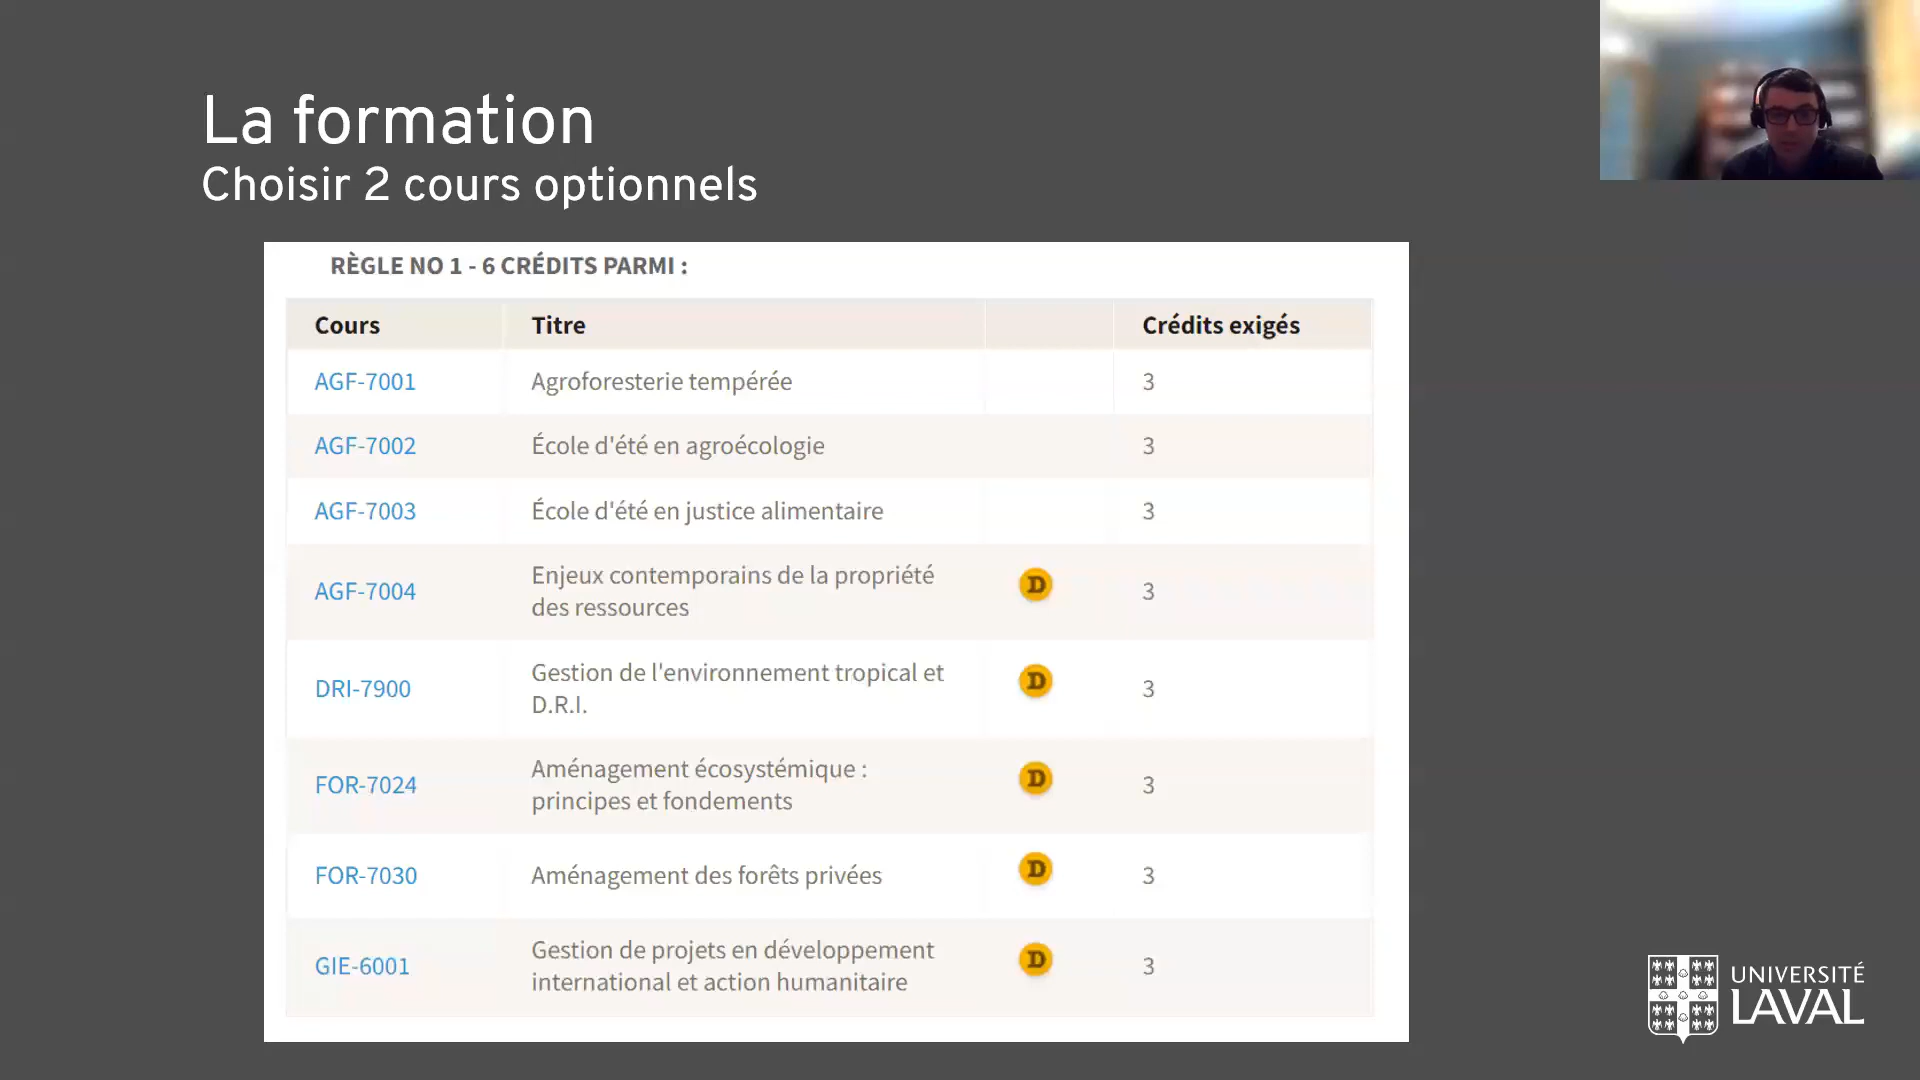 La formation
Choisir 2 cours optionnels
RÈGLE NO 1 - 6 CRÉDITS PARMI :
Cours Titre Crédits exigés
AGF-7001 Agroforesterie tempérée 3
AGF-7002 École d'été en agroécologie 3
AGF-7003 École d'été en justice alimentaire 3
AGF-7004 Enjeux contemporains de la propriété
des ressources D 3
DRI-7900 Gestion de l'environnement tropical et
D.R.I. D 3
FOR-7024 Aménagement écosystémique :
principes et fondements D 3
FOR-7030 Aménagement des forêts privées D 3
GIE-6001 Gestion de projets en développement
international et action humanitaire D 3
UNIVERSITÉ
LAVAL